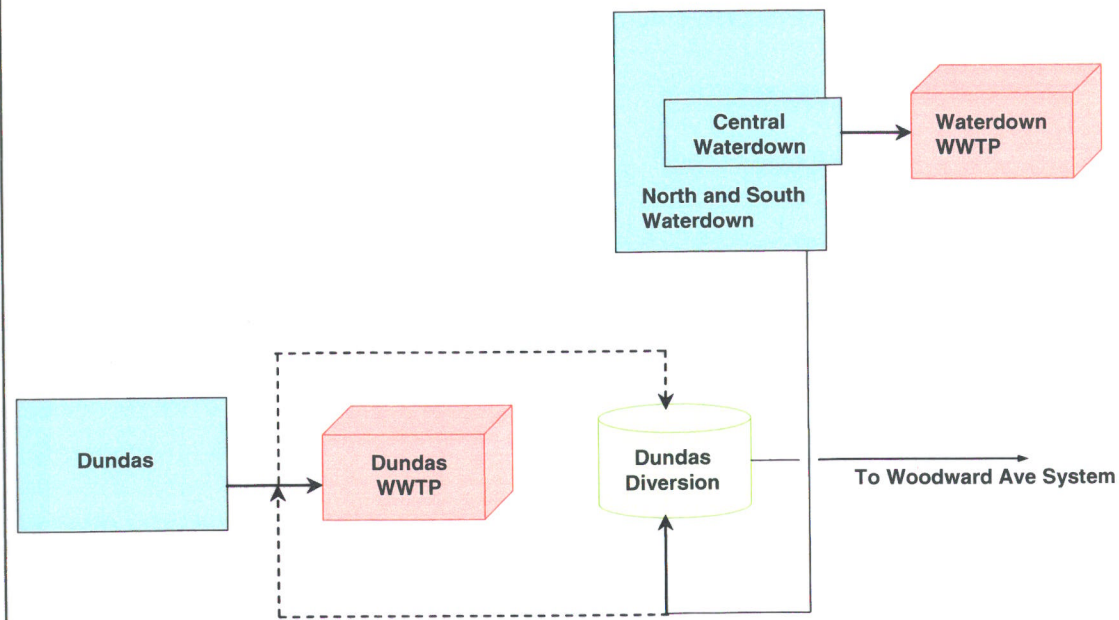 Central
Waterdown
Waterdown
WWTP
North and South
Waterdown
Dundas
Dundas
WWTP
Dundas
Diversion
To Woodward Ave System